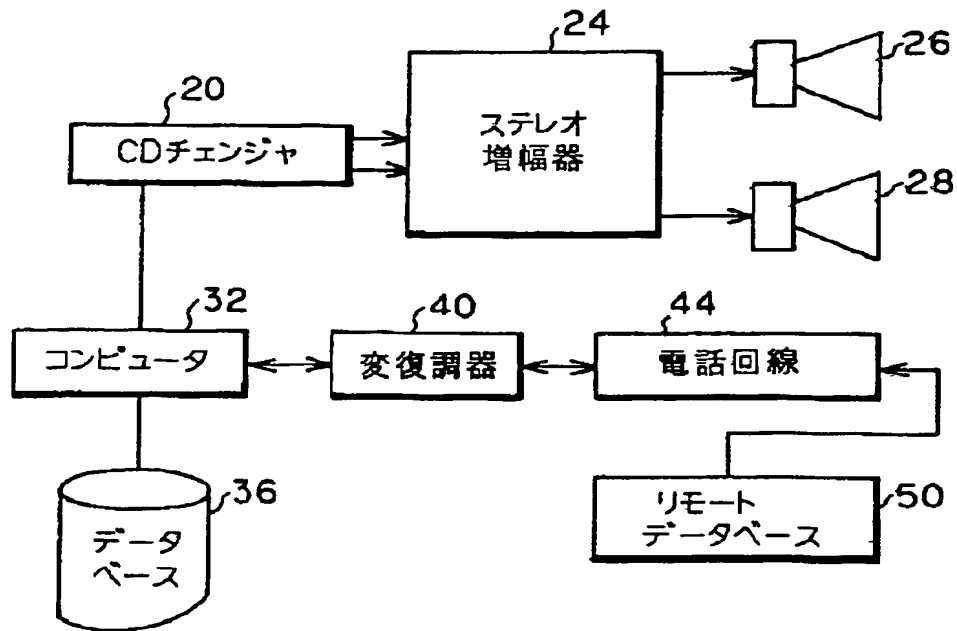 24
26
20
ステレオ
増幅器
CDチェンジャ
28
32
40
44
コンピュータ
変復調器
電話回線
36
50
リモート
データベース
データ
ベース